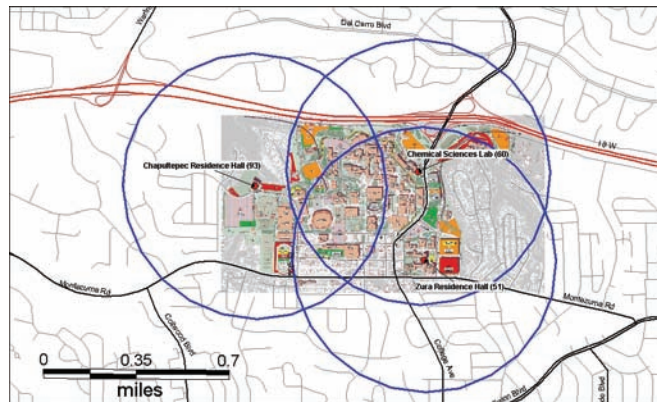 Del Cerro Blvd
I 8 W
Chemical Sciences Lab (60)
Chapultepec Residence Hall (93)
Zura Residence Hall (51)
Montezuma Rd
Montezuma Rd
Collwood Blvd
College Ave
0 0.35 0.7
miles